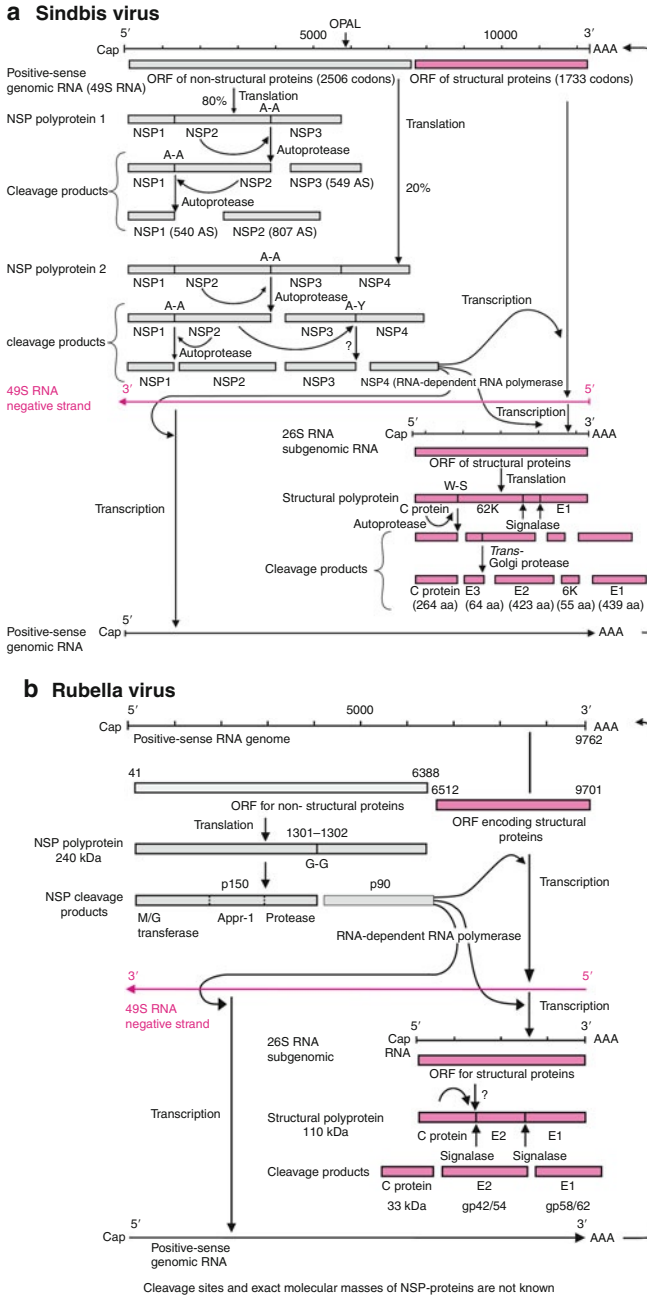 a Sindbis virus
5′ 5000 OPAL 10000 3′
Cap AAA
Positive-sense
genomic RNA (49S RNA)
ORF of non-structural proteins (2506 codons) ORF of structural proteins (1733 codons)
80% Translation
A-A
NSP polyprotein 1
NSP1 NSP2 NSP3
Translation
A-A
Autoprotease
Cleavage products
NSP1 NSP2 NSP3 (549 AS)
Autoprotease
20%
NSP1 (540 AS) NSP2 (807 AS)
NSP polyprotein 2
A-A
NSP1 NSP2 NSP3 NSP4
Autoprotease
A-A A-Y
Transcription
cleavage products
NSP1 NSP2 NSP3 NSP4
Autoprotease ?
NSP1 NSP2 NSP3 NSP4 (RNA-dependent RNA polymerase
49S RNA
negative strand
3′ 5′
Transcription
26S RNA
subgenomic RNA
5′ 3′
Cap AAA
ORF of structural proteins
Translation
W-S
Structural polyprotein
C protein 62K E1
Autoprotease Signalase
Trans-
Golgi protease
Cleavage products
C protein E3 E2 6K E1
(264 aa) (64 aa) (423 aa) (55 aa) (439 aa)
Transcription
5′ 3′
Positive-sense
genomic RNA
Cap AAA
b Rubella virus
5′ 5000 3′
Cap AAA
Positive-sense RNA genome 9762
41 6388
6512 9701
ORF for non- structural proteins
ORF encoding structural
proteins
Translation
1301–1302
NSP polyprotein
240 kDa
G-G
NSP cleavage
products
p150 p90
M/G
transferase
Appr-1 Protease
Transcription
RNA-dependent RNA polymerase
3′ 5′
49S RNA
negative strand
Transcription
26S RNA
subgenomic
5′ 3′
Cap
RNA
AAA
ORF for structural proteins
?
Transcription
Structural polyprotein
110 kDa
C protein E2 E1
Signalase Signalase
Cleavage products
C protein E2 E1
33 kDa gp42/54 gp58/62
5′ 3′
Cap AAA
Positive-sense
genomic RNA
Cleavage sites and exact molecular masses of NSP-proteins are not known